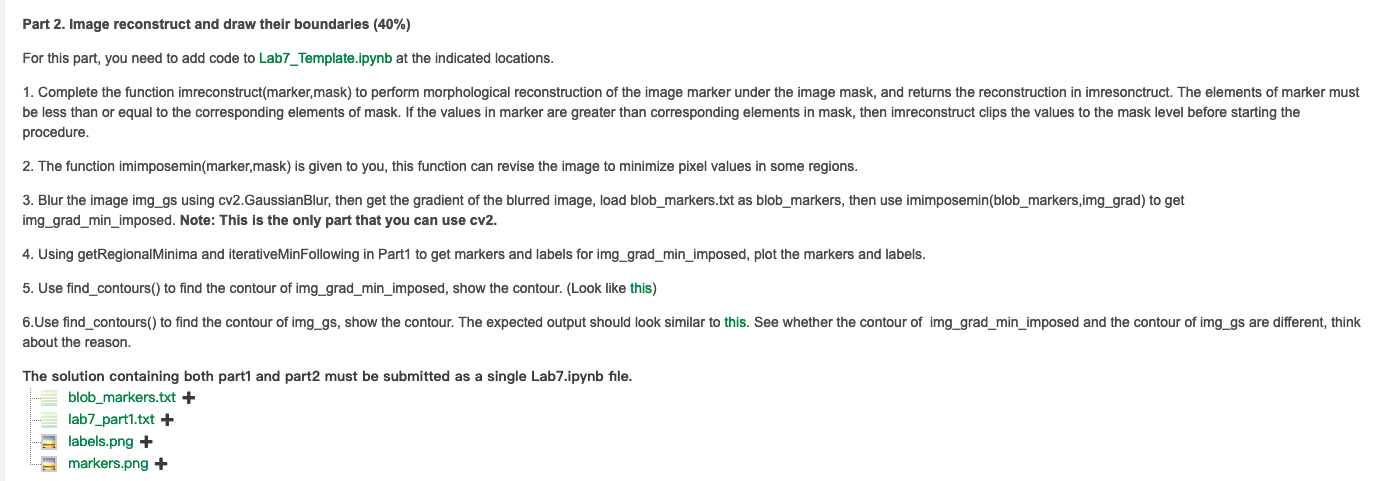 Part 2. Image reconstruct and draw their boundaries (40%)
For this part, you need to add code to Lab7_Template.ipynb at the indicated locations.
1. Complete the function imreconstruct(marker,mask) to perform morphological reconstruction of the image marker under the image mask, and returns the reconstruction in imresonctruct. The elements of marker must
be less than or equal to the corresponding elements of mask. If the values in marker are greater than corresponding elements in mask, then imreconstruct clips the values to the mask level before starting the
procedure.
2. The function imimposemin(marker,mask) is given to you, this function can revise the image to minimize pixel values in some regions.
3. Blur the image img_gs using cv2.GaussianBlur, then get the gradient of the blurred image, load blob_markers.txt as blob_markers, then use imimposemin(blob_markers,img_grad) to get
img_grad_min_imposed. Note: This is the only part that you can use cv2.
4. Using getRegionalMinima and iterativeMinFollowing in Part1 to get markers and labels for img_grad_min_imposed, plot the markers and labels.
5. Use find_contours() to find the contour of img_grad_min_imposed, show the contour. (Look like this)
6.Use find_contours() to find the contour of img_gs, show the contour. The expected output should look similar to this. See whether the contour of  img_grad_min_imposed and the contour of img_gs are different, think
about the reason.
The solution containing both part1 and part2 must be submitted as a single Lab7.ipynb file.
blob_markers.txt
lab7_part1.txt
labels.png
markers.png